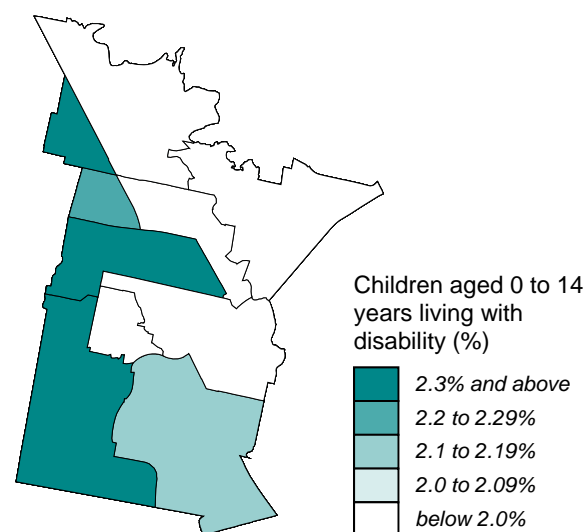 Children aged 0 to 14
years living with
disability (%)
2.3% and above
2.2 to 2.29%
2.1 to 2.19%
2.0 to 2.09%
below 2.0%